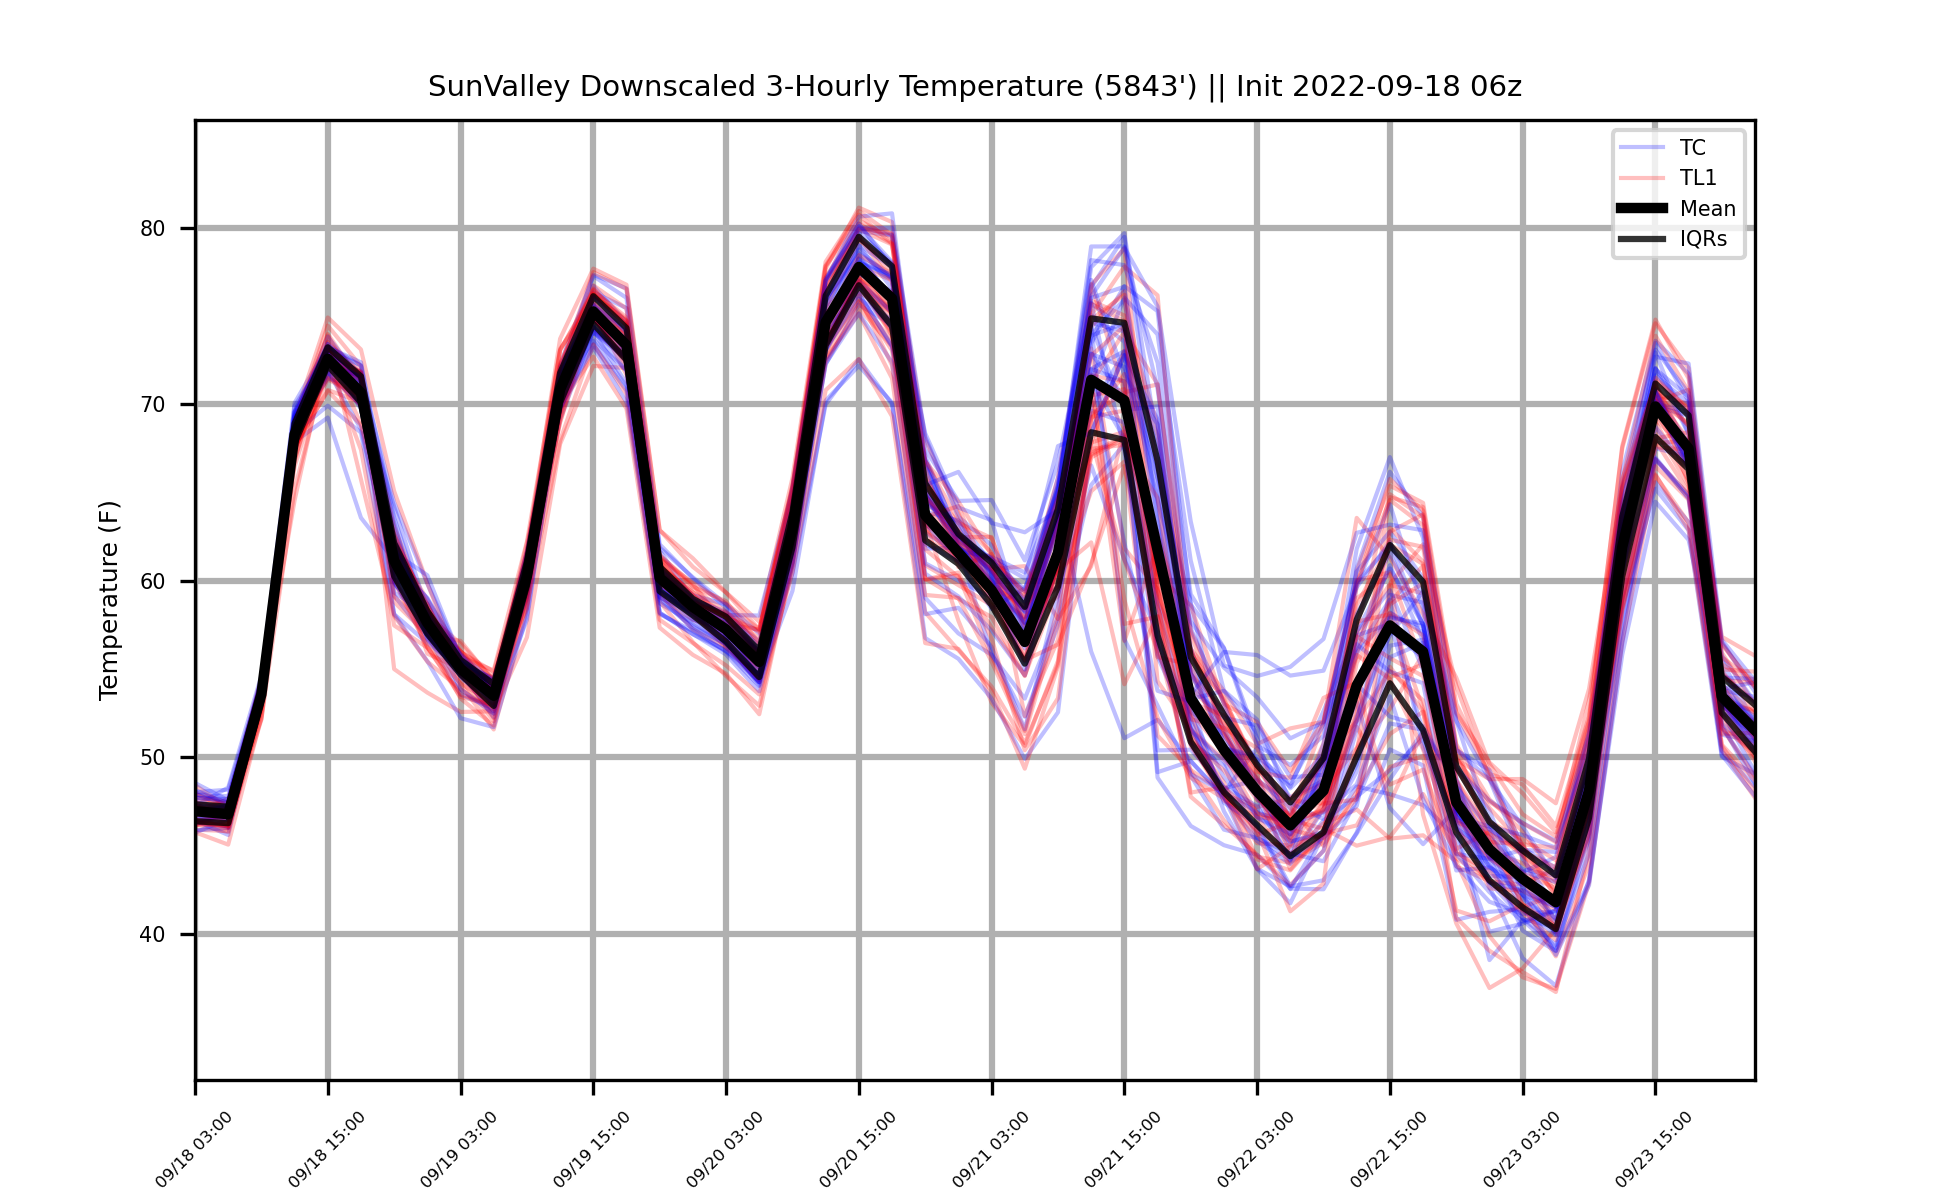 SunValley Downscaled 3-Hourly Temperature (5843') || Init 2022-09-18 06z
TC
TL1
Mean
IQRs
Temperature (F)
80
70
60
50
40
09/18 03:00
09/18 15:00
09/19 03:00
09/19 15:00
09/20 03:00
09/20 15:00
09/21 03:00
09/21 15:00
09/22 03:00
09/22 15:00
09/23 03:00
09/23 15:00